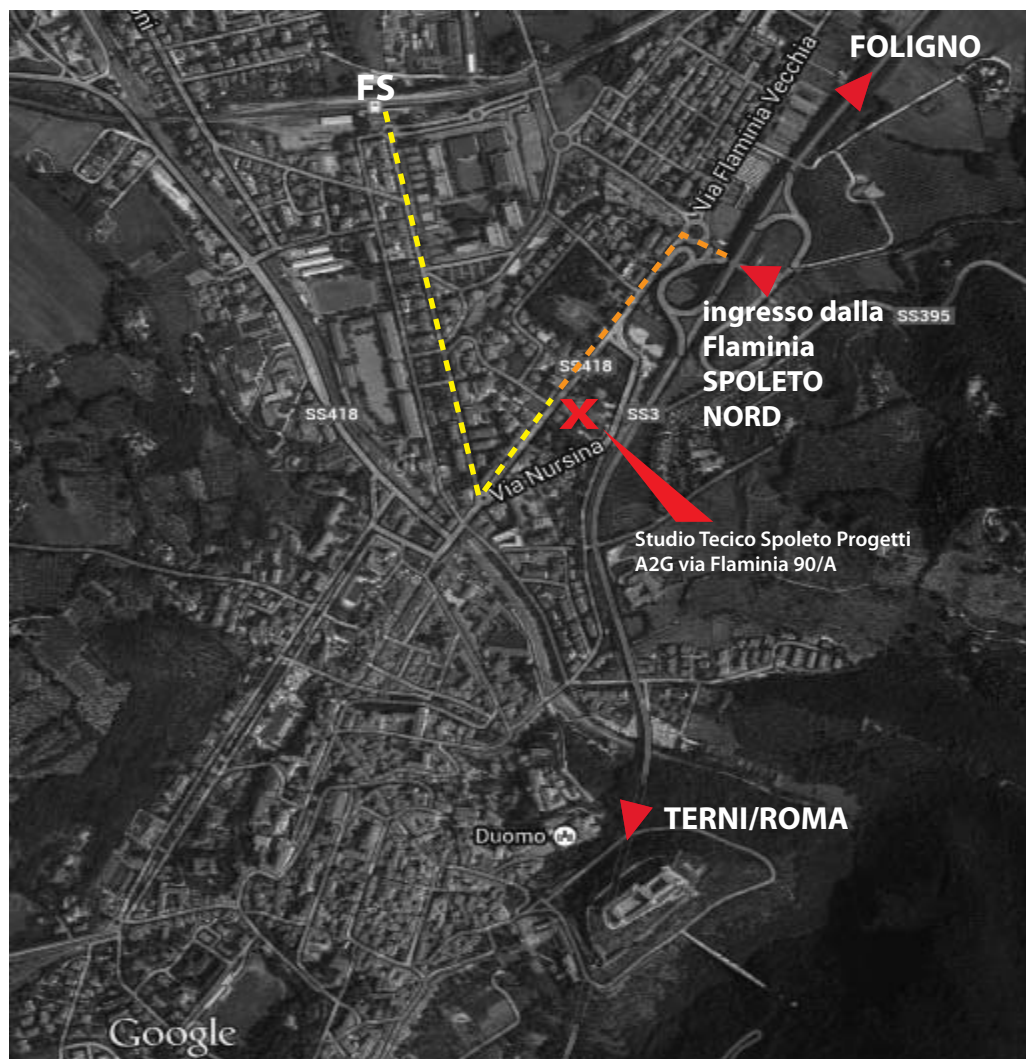 oni
FOLIGNO
FS
Via Flaminia Vecchia
ingresso dalla
Flaminia
SPOLETO
NORD
SS395
SS418
SS418
SS3
X
Via Nursina
Studio Tecico Spoleto Progetti
A2G via Flaminia 90/A
TERNI/ROMA
Duomo
Google